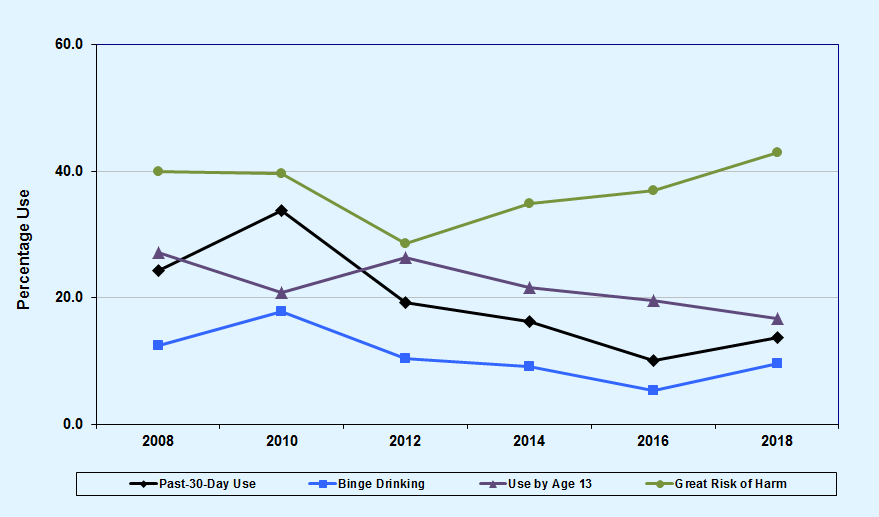 60.0
40.0
20.0
0.0
Percentage Use
2008 2010 2012 2014 2016 2018
Past-30-Day Use Binge Drinking Use by Age 13 Great Risk of Harm